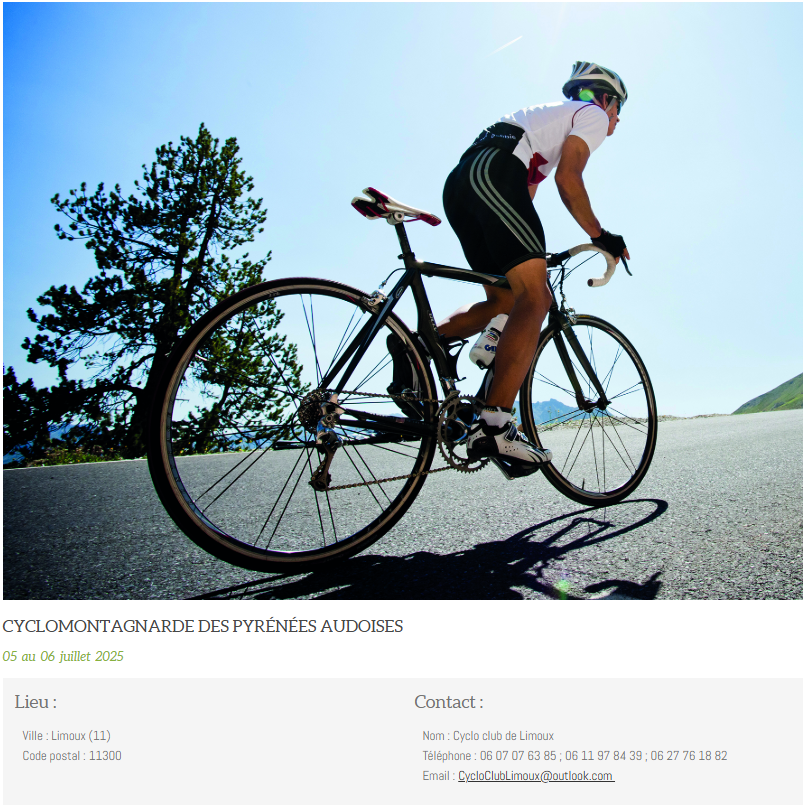 CYCLOMONTAGNARDE DES PYRÉNÉES AUDOISES
05 au 06 juillet 2025
Lieu :
Ville : Limoux (11)
Code postal : 11300
Contact :
Nom : Cyclo club de Limoux
Téléphone : 06 07 07 63 85 ; 06 11 97 84 39 ; 06 27 76 18 82
Email : CycloClubLimoux@outlook.com